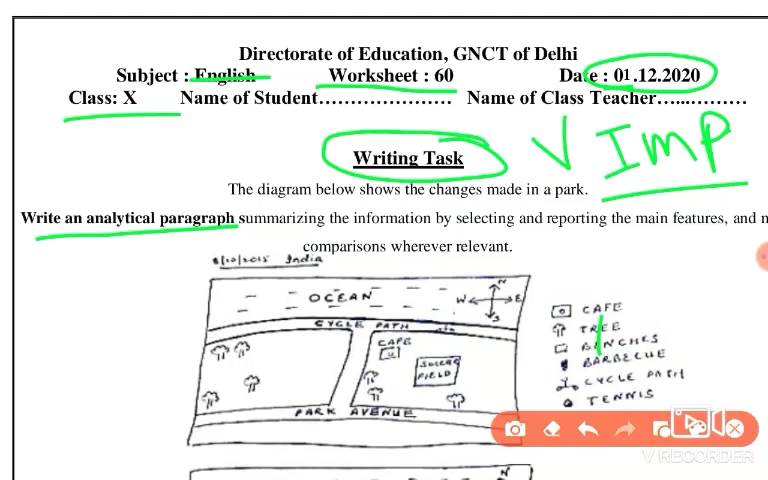 Directorate of Education, GNCT of Delhi
Subject : English Worksheet : 60 Date : 01.12.2020
Class: X Name of Student………………… Name of Class Teacher…...………
Writing Task
V Imp
The diagram below shows the changes made in a park.
Write an analytical paragraph summarizing the information by selecting and reporting the main features, and m
comparisons wherever relevant.
8/10/2015 India
OCEAN
N
W E
S
CYCLE PATH
CAFE
SOCCER
FIELD
PARK AVENUE
CAFE
TREE
BENCHES
BARBECUE
CYCLE PATH
TENNIS
V RECORDER
N